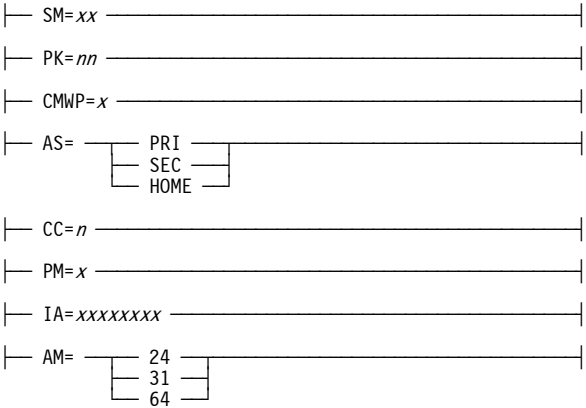 SM=xx
PK=nn
CMWP=x
AS= PRI
SEC
HOME
CC=n
PM=x
IA=xxxxxxxx
AM= 24
31
64